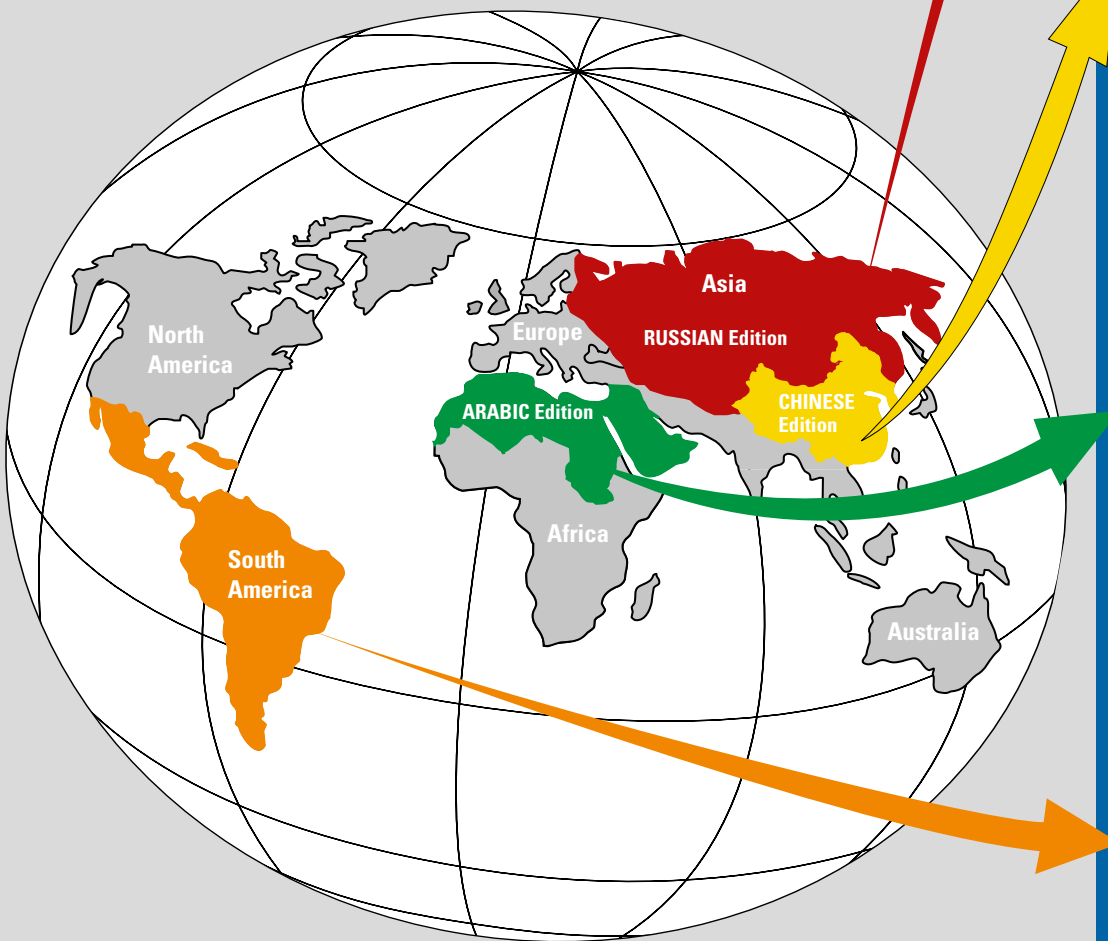 Asia
North
America
Europe
RUSSIAN Edition
ARABIC Edition
CHINESE
Edition
Africa
South
America
Australia